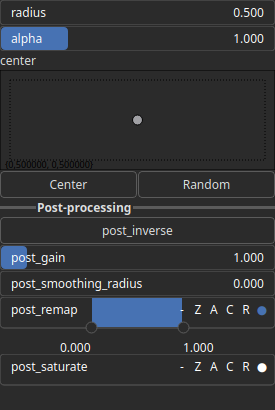 radius 0.500
alpha 1.000
center
(0.500000, 0.500000)
Center Random
Post-processing
post_inverse
post_gain 1.000
post_smoothing_radius 0.000
post_remap - Z A C R
0.000 1.000
post_saturate - Z A C R